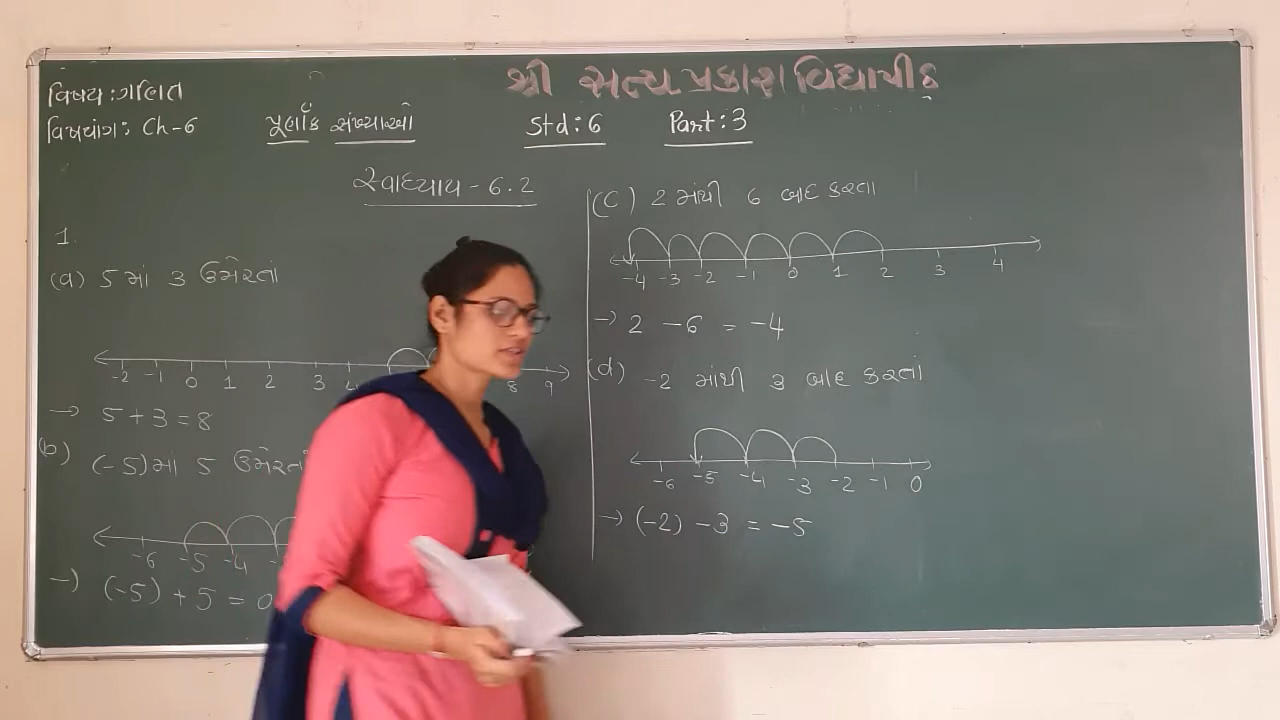 શ્રી સત્ય પ્રકાશ વિદ્યાપીઠ
વિષય : ગણિત
વિષયાંગ : Ch-6 પૂર્ણાંક સંખ્યાઓ Std : 6 Part : 3
સ્વાધ્યાય - 6.2
1.
(a) 5 માં 3 ઉમેરતાં
-2 -1 0 1 2 3 8 9
→ 5 + 3 = 8
(b) (-5) માં 5 ઉમેરતાં
-6 -5 -4
→ (-5) + 5 = 0
(c) 2 માંથી 6 બાદ કરતા
-4 -3 -2 -1 0 1 2 3 4
→ 2 - 6 = -4
(d) -2 માંથી 3 બાદ કરતાં
-6 -5 -4 -3 -2 -1 0
→ (-2) - 3 = -5